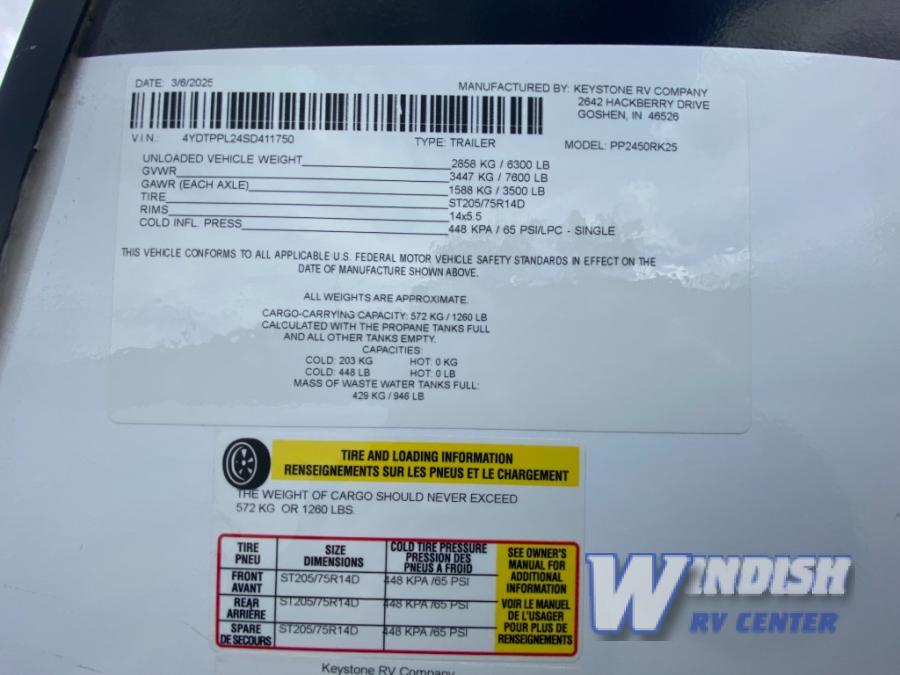 DATE: 3/6/2025
MANUFACTURED BY: KEYSTONE RV COMPANY
2642 HACKBERRY DRIVE
GOSHEN, IN 46526
V.I.N.: 4YDTPPL24SD411750 TYPE: TRAILER MODEL: PP2450RK25
UNLOADED VEHICLE WEIGHT 2858 KG / 6300 LB
GVWR 3447 KG / 7600 LB
GAWR (EACH AXLE) 1588 KG / 3500 LB
TIRE ST205/75R14D
RIMS 14x5.5
COLD INFL. PRESS 448 KPA / 65 PSI/LPC - SINGLE
THIS VEHICLE CONFORMS TO ALL APPLICABLE U.S. FEDERAL MOTOR VEHICLE SAFETY STANDARDS IN EFFECT ON THE
DATE OF MANUFACTURE SHOWN ABOVE.
ALL WEIGHTS ARE APPROXIMATE.
CARGO-CARRYING CAPACITY: 572 KG / 1260 LB
CALCULATED WITH THE PROPANE TANKS FULL
AND ALL OTHER TANKS EMPTY.
CAPACITIES:
COLD: 203 KG HOT: 0 KG
COLD: 448 LB HOT: 0 LB
MASS OF WASTE WATER TANKS FULL:
429 KG / 946 LB
TIRE AND LOADING INFORMATION
RENSEIGNEMENTS SUR LES PNEUS ET LE CHARGEMENT
THE WEIGHT OF CARGO SHOULD NEVER EXCEED
572 KG OR 1260 LBS.
TIRE
PNEU
SIZE
DIMENSIONS
COLD TIRE PRESSURE
PRESSION DES
PNEUS A FROID
FRONT
AVANT
ST205/75R14D 448 KPA /65 PSI
REAR
ARRIÈRE
ST205/75R14D 448 KPA /65 PSI
SPARE
DE SECOURS
ST205/75R14D 448 KPA /65 PSI
SEE OWNER'S
MANUAL FOR
ADDITIONAL
INFORMATION
VOIR LE MANUEL
DE L'USAGER
POUR PLUS DE
RENSEIGNEMENTS
Keystone RV Company
WINDISH
RV CENTER